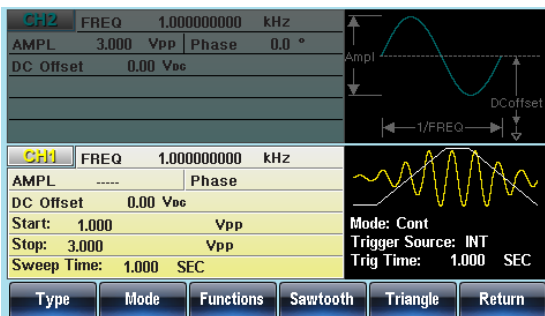 CH2 FREQ 1.000000000 kHz
AMPL 3.000 Vpp Phase 0.0 °
DC Offset 0.00 VDC
Ampl
DCoffset
1/FREQ
CH1 FREQ 1.000000000 kHz
AMPL ----- Phase
DC Offset 0.00 VDC
Start: 1.000 Vpp
Stop: 3.000 Vpp
Sweep Time: 1.000 SEC
Mode: Cont
Trigger Source: INT
Trig Time: 1.000 SEC
Type Mode Functions Sawtooth Triangle Return